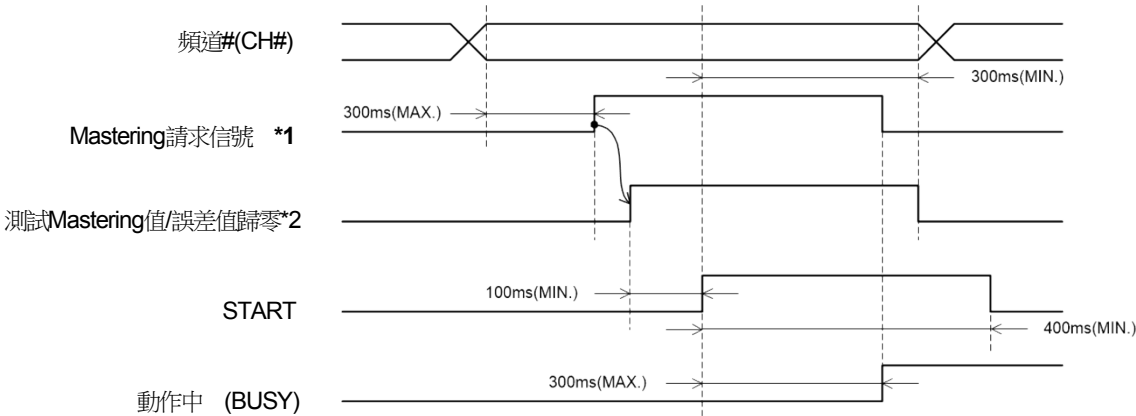 頻道#(CH#)
300ms(MIN.)
300ms(MAX.)
Mastering請求信號 *1
測試Mastering值/誤差值歸零*2
100ms(MIN.)
START
400ms(MIN.)
300ms(MAX.)
動作中 (BUSY)